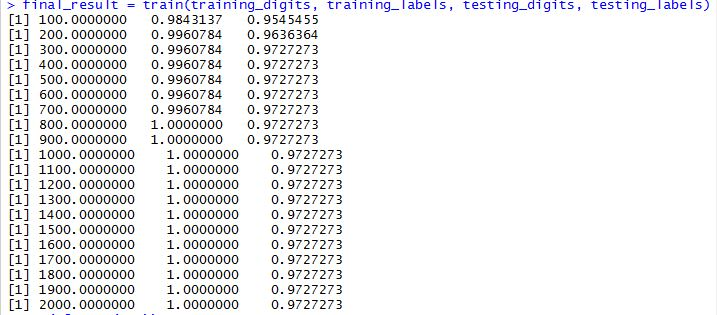 > final_result = train(training_digits, training_labels, testing_digits, testing_labels)
[1] 100.0000000   0.9843137   0.9545455
[1] 200.0000000   0.9960784   0.9636364
[1] 300.0000000   0.9960784   0.9727273
[1] 400.0000000   0.9960784   0.9727273
[1] 500.0000000   0.9960784   0.9727273
[1] 600.0000000   0.9960784   0.9727273
[1] 700.0000000   0.9960784   0.9727273
[1] 800.0000000   1.0000000   0.9727273
[1] 900.0000000   1.0000000   0.9727273
[1] 1000.0000000    1.0000000    0.9727273
[1] 1100.0000000    1.0000000    0.9727273
[1] 1200.0000000    1.0000000    0.9727273
[1] 1300.0000000    1.0000000    0.9727273
[1] 1400.0000000    1.0000000    0.9727273
[1] 1500.0000000    1.0000000    0.9727273
[1] 1600.0000000    1.0000000    0.9727273
[1] 1700.0000000    1.0000000    0.9727273
[1] 1800.0000000    1.0000000    0.9727273
[1] 1900.0000000    1.0000000    0.9727273
[1] 2000.0000000    1.0000000    0.9727273